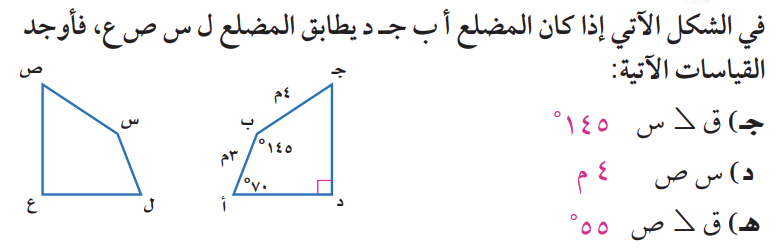 في الشكل الآتي إذا كان المضلع أ ب جـ د يطابق المضلع ل س ص ع، فأوجد
القياسات الآتية:
جـ) ق ⦣ س ١٤٥°
د) س ص ٤ م
هـ) ق ⦣ ص ٥٥°
جـ
٤م
ب
١٤٥°
٣م
٧٠°
أ
د
ص
س
ع
ل